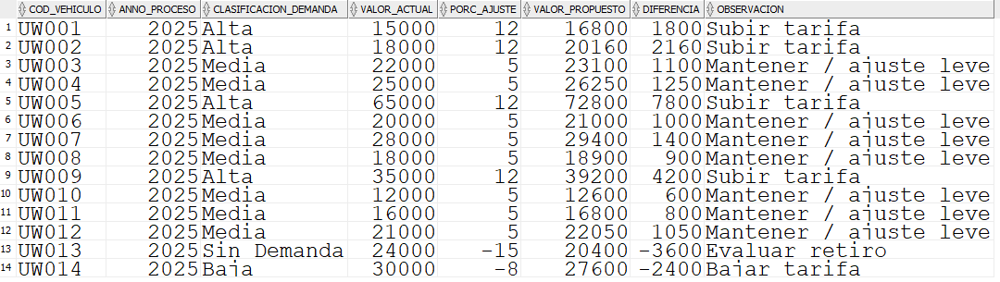 COD_VEHICULO ANNO_PROCESO CLASIFICACION_DEMANDA VALOR_ACTUAL PORC_AJUSTE VALOR_PROPUESTO DIFERENCIA OBSERVACION
1 UW001 2025 Alta 15000 12 16800 1800 Subir tarifa
2 UW002 2025 Alta 18000 12 20160 2160 Subir tarifa
3 UW003 2025 Media 22000 5 23100 1100 Mantener / ajuste leve
4 UW004 2025 Media 25000 5 26250 1250 Mantener / ajuste leve
5 UW005 2025 Alta 65000 12 72800 7800 Subir tarifa
6 UW006 2025 Media 20000 5 21000 1000 Mantener / ajuste leve
7 UW007 2025 Media 28000 5 29400 1400 Mantener / ajuste leve
8 UW008 2025 Media 18000 5 18900 900 Mantener / ajuste leve
9 UW009 2025 Alta 35000 12 39200 4200 Subir tarifa
10 UW010 2025 Media 12000 5 12600 600 Mantener / ajuste leve
11 UW011 2025 Media 16000 5 16800 800 Mantener / ajuste leve
12 UW012 2025 Media 21000 5 22050 1050 Mantener / ajuste leve
13 UW013 2025 Sin Demanda 24000 -15 20400 -3600 Evaluar retiro
14 UW014 2025 Baja 30000 -8 27600 -2400 Bajar tarifa